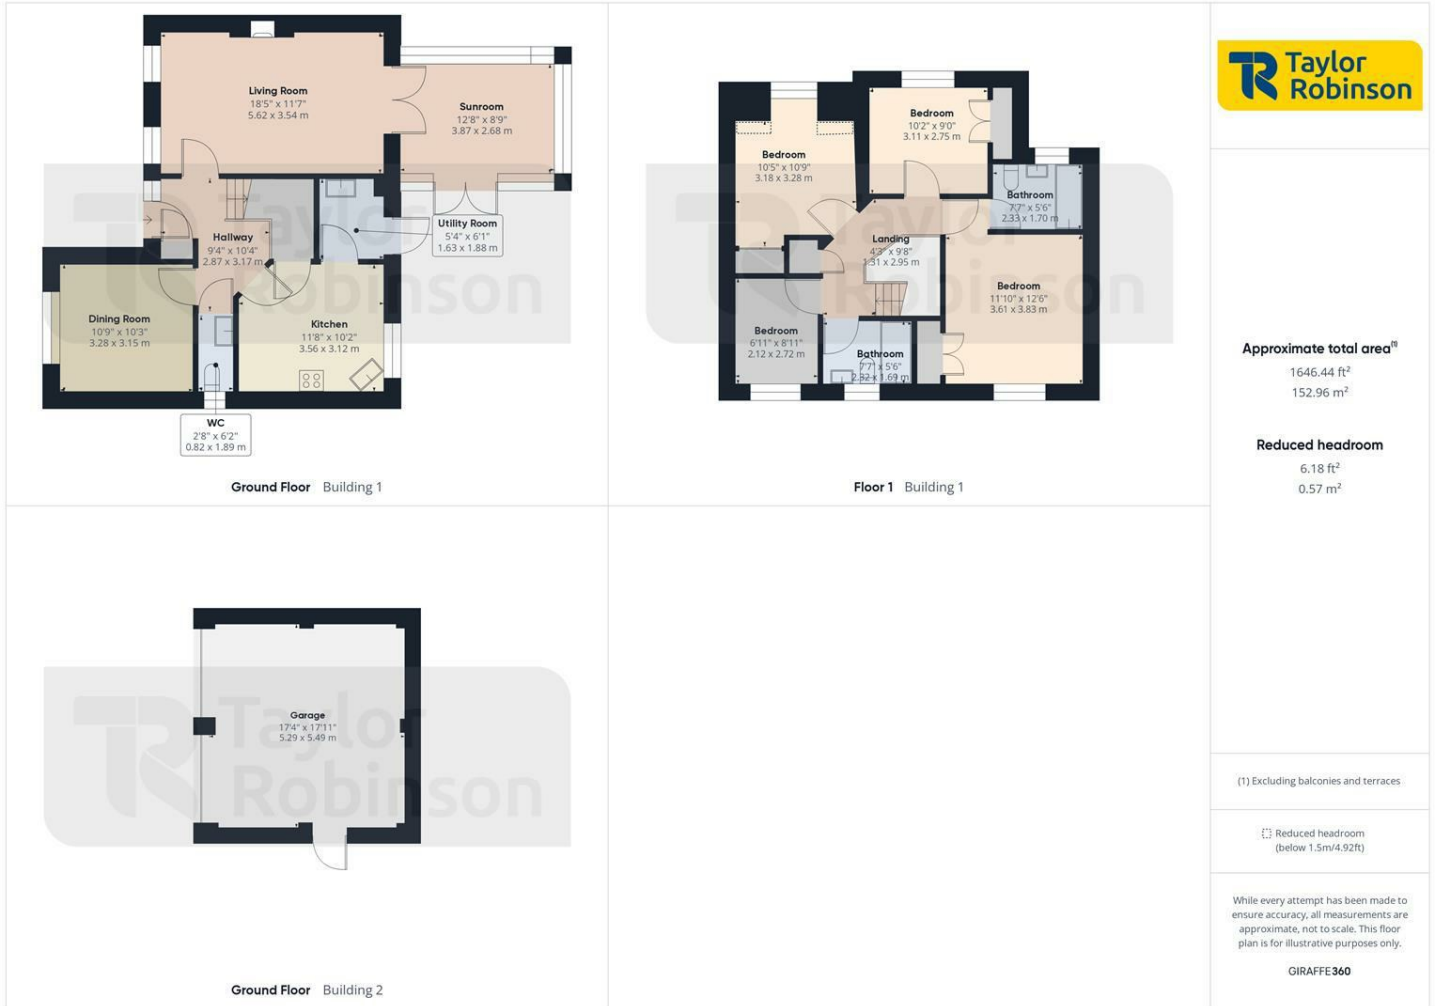 Living Room
18'5" x 11'7"
5.62 x 3.54 m
Sunroom
12'8" x 8'9"
3.87 x 2.68 m
Utility Room
5'4" x 6'1"
1.63 x 1.88 m
Hallway
9'4" x 10'4"
2.87 x 3.17 m
Dining Room
10'9" x 10'3"
3.28 x 3.15 m
Kitchen
11'8" x 10'2"
3.56 x 3.12 m
WC
2'8" x 6'2"
0.82 x 1.89 m
Taylor
Robinson
Ground Floor Building 1
Bedroom
10'2" x 9'0"
3.11 x 2.75 m
Bedroom
10'5" x 10'9"
3.18 x 3.28 m
Bathroom
7'7" x 5'6"
2.33 x 1.70 m
Landing
4'3" x 9'8"
1.31 x 2.95 m
Bedroom
11'10" x 12'6"
3.61 x 3.83 m
Bedroom
6'11" x 8'11"
2.12 x 2.72 m
Bathroom
7'7" x 5'6"
2.32 x 1.69 m
Taylor
Robinson
Floor 1 Building 1
Garage
17'4" x 17'11"
5.29 x 5.49 m
Taylor
Robinson
Ground Floor Building 2
Taylor
Robinson
Approximate total area(1)
1646.44 ft²
152.96 m²
Reduced headroom
6.18 ft²
0.57 m²
(1) Excluding balconies and terraces
Reduced headroom
(below 1.5m/4.92ft)
While every attempt has been made to
ensure accuracy, all measurements are
approximate, not to scale. This floor
plan is for illustrative purposes only.
GIRAFFE360